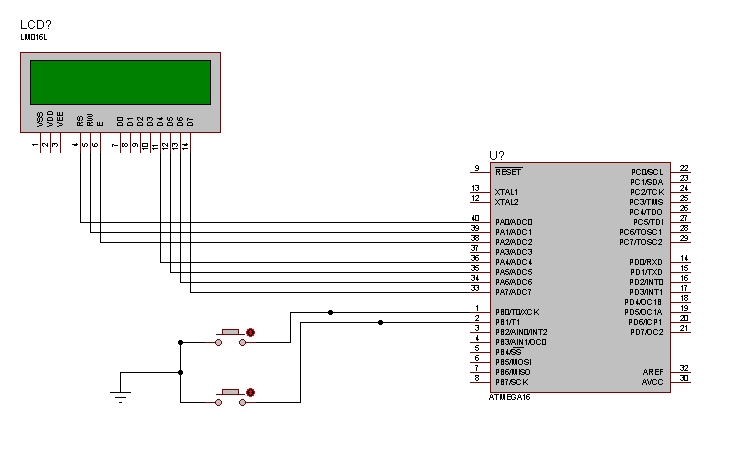 LCD?
LM016L
VSS VDD VEE RS RW E D0 D1 D2 D3 D4 D5 D6 D7
1 2 3 4 5 6 7 8 9 10 11 12 13 14
U?
9 RESET PC0/SCL 22
PC1/SDA 23
13 XTAL1 PC2/TCK 24
12 XTAL2 PC3/TMS 25
PC4/TDO 26
40 PA0/ADC0 PC5/TDI 27
39 PA1/ADC1 PC6/TOSC1 28
38 PA2/ADC2 PC7/TOSC2 29
37 PA3/ADC3
36 PA4/ADC4 PD0/RXD 14
35 PA5/ADC5 PD1/TXD 15
34 PA6/ADC6 PD2/INT0 16
33 PA7/ADC7 PD3/INT1 17
PD4/OC1B 18
1 PB0/T0/XCK PD5/OC1A 19
2 PB1/T1 PD6/ICP1 20
3 PB2/AIN0/INT2 PD7/OC2 21
4 PB3/AIN1/OC0
5 PB4/SS
6 PB5/MOSI
7 PB6/MISO AREF 32
8 PB7/SCK AVCC 30
ATMEGA16